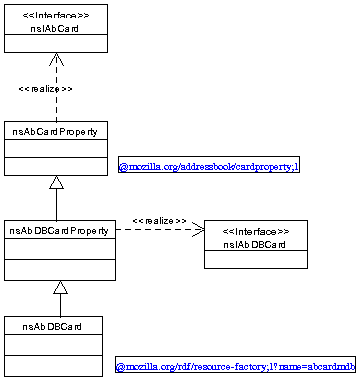 <<Interface>>
nsIAbCard
<<realize>>
nsAbCardProperty
@mozilla.org/addressbook/cardproperty;1
nsAbDBCardProperty
<<realize>>
<<Interface>>
nsIAbDBCard
nsAbDBCard
@mozilla.org/rdf/resource-factory;1?name=abcardmdb